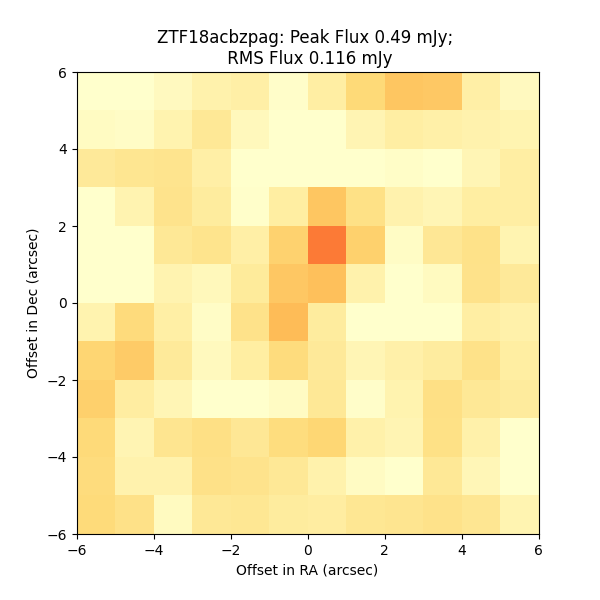 ZTF18acbzpag: Peak Flux 0.49 mJy;
RMS Flux 0.116 mJy
6
4
2
0
−2
−4
−6
Offset in Dec (arcsec)
−6 −4 −2 0 2 4 6
Offset in RA (arcsec)